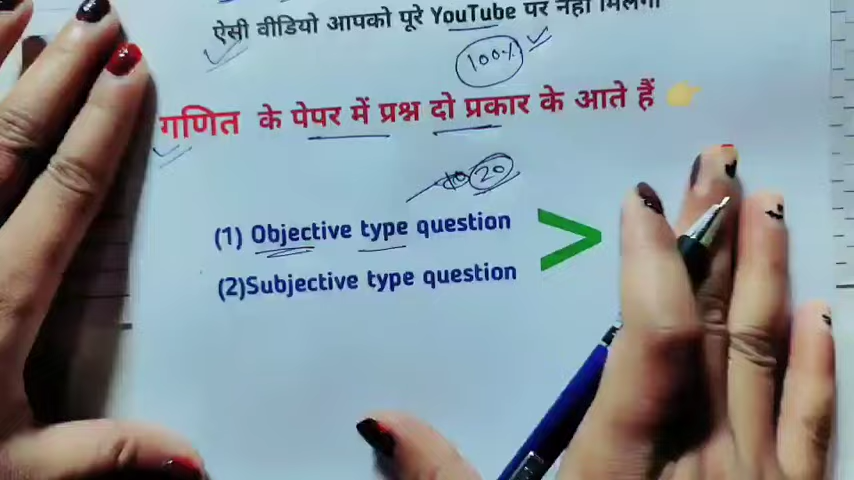 ऐसी वीडियो आपको पूरे YouTube पर नहीं मिलेगी
100%
गणित के पेपर में प्रश्न दो प्रकार के आते हैं 👉
20
(1) Objective type question
(2)Subjective type question
>